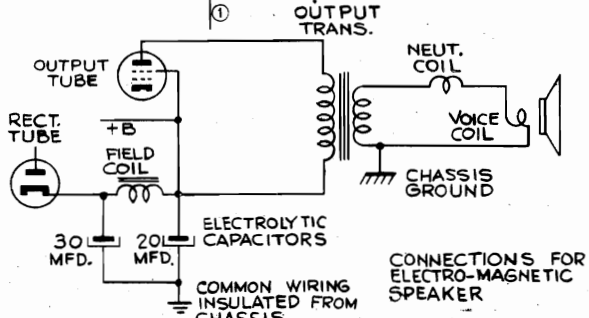 ①
OUTPUT
TRANS.
NEUT.
COIL
OUTPUT
TUBE
VOICE
COIL
RECT.
TUBE
+B
FIELD
COIL
CHASSIS
GROUND
ELECTROLYTIC
CAPACITORS
30
MFD.
20
MFD.
CONNECTIONS FOR
ELECTRO-MAGNETIC
SPEAKER
COMMON WIRING
INSULATED FROM
CHASSIS